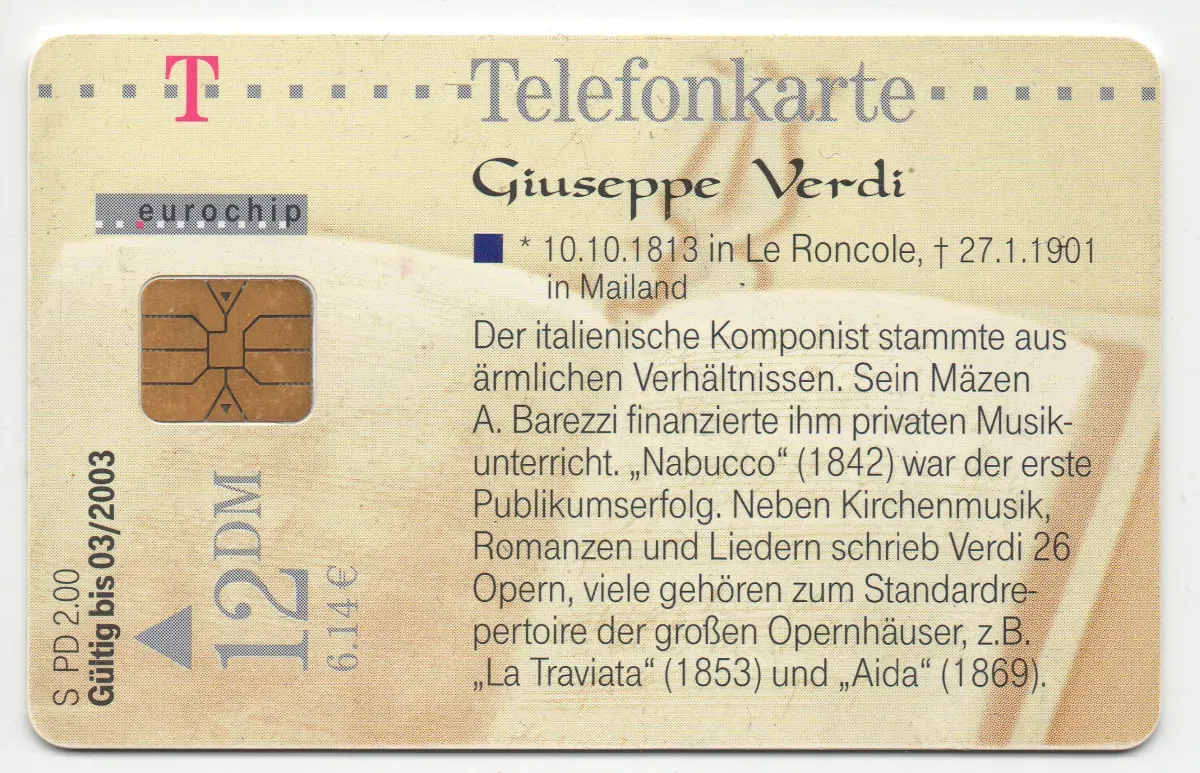 T
Telefonkarte
eurochip
Giuseppe Verdi
* 10.10.1813 in Le Roncole, † 27.1.1901
in Mailand
Der italienische Komponist stammte aus
ärmlichen Verhältnissen. Sein Mäzen
A. Barezzi finanzierte ihm privaten Musik-
unterricht. „Nabucco“ (1842) war der erste
Publikumserfolg. Neben Kirchenmusik,
Romanzen und Liedern schrieb Verdi 26
Opern, viele gehören zum Standardre-
pertoire der großen Opernhäuser, z.B.
„La Traviata“ (1853) und „Aida“ (1869).
S PD 2.00
Gültig bis 03/2003
12 DM
6.14 €